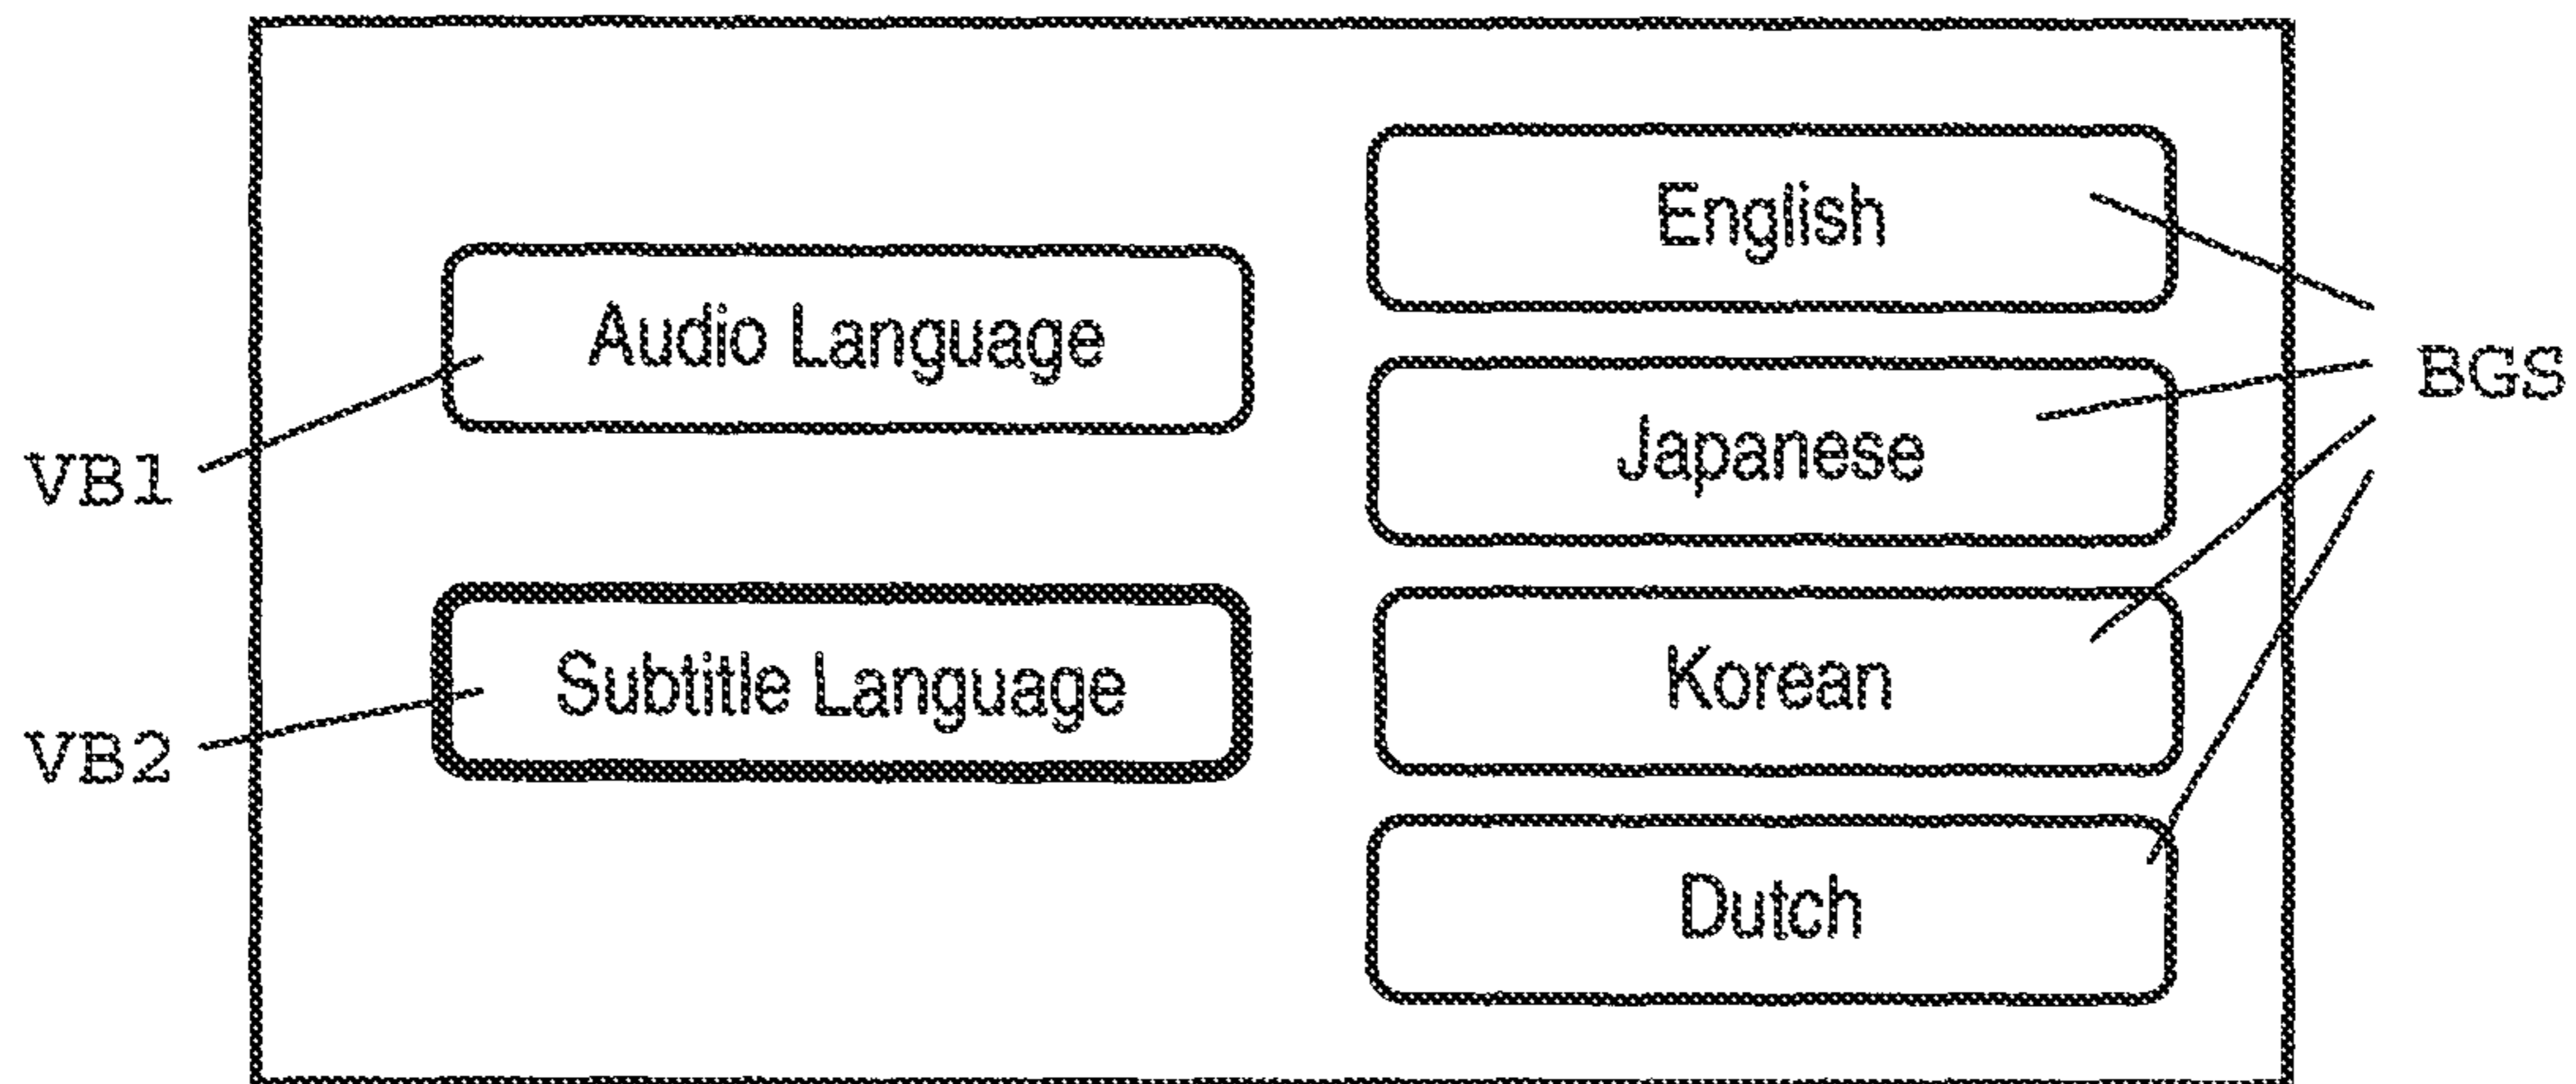 English
Audio Language
BGS
Japanese
VB1
Subtitle Language
Korean
VB2
Dutch